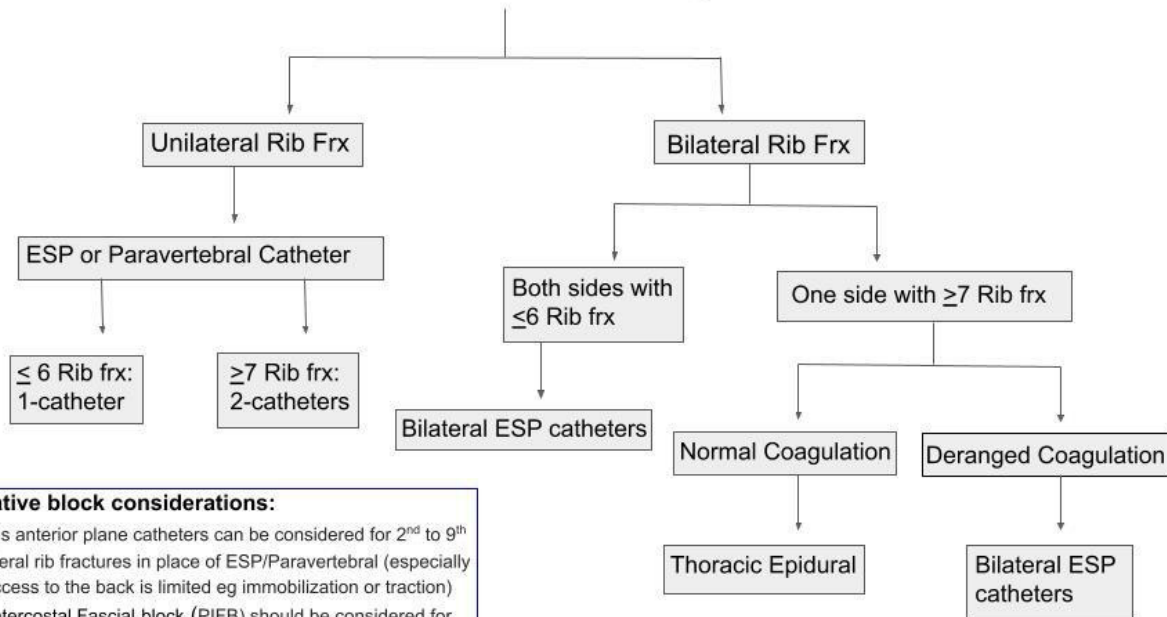 Unilateral Rib Frx
Bilateral Rib Frx
ESP or Paravertebral Catheter
Both sides with
≤6 Rib frx
One side with ≥7 Rib frx
≤ 6 Rib frx:
1-catheter
≥7 Rib frx:
2-catheters
Bilateral ESP catheters
Normal Coagulation
Deranged Coagulation
Thoracic Epidural
Bilateral ESP
catheters
block considerations:
anterior plane catheters can be considered for 2nd to 9th
rib fractures in place of ESP/Paravertebral (especially
to the back is limited eg immobilization or traction)
Fascial block (PIFB) should be considered for